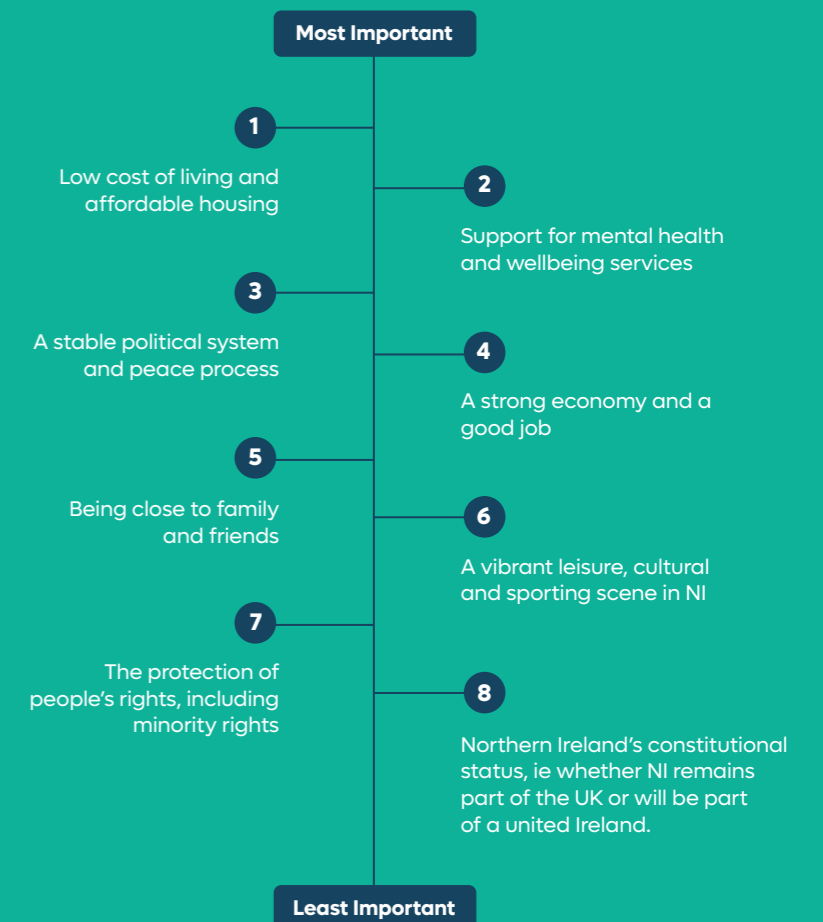 Most Important
1
Low cost of living and
affordable housing
2
Support for mental health
and wellbeing services
3
A stable political system
and peace process
4
A strong economy and a
good job
5
Being close to family
and friends
6
A vibrant leisure, cultural
and sporting scene in NI
7
The protection of
people’s rights, including
minority rights
8
Northern Ireland’s constitutional
status, ie whether NI remains
part of the UK or will be part
of a united Ireland.
Least Important